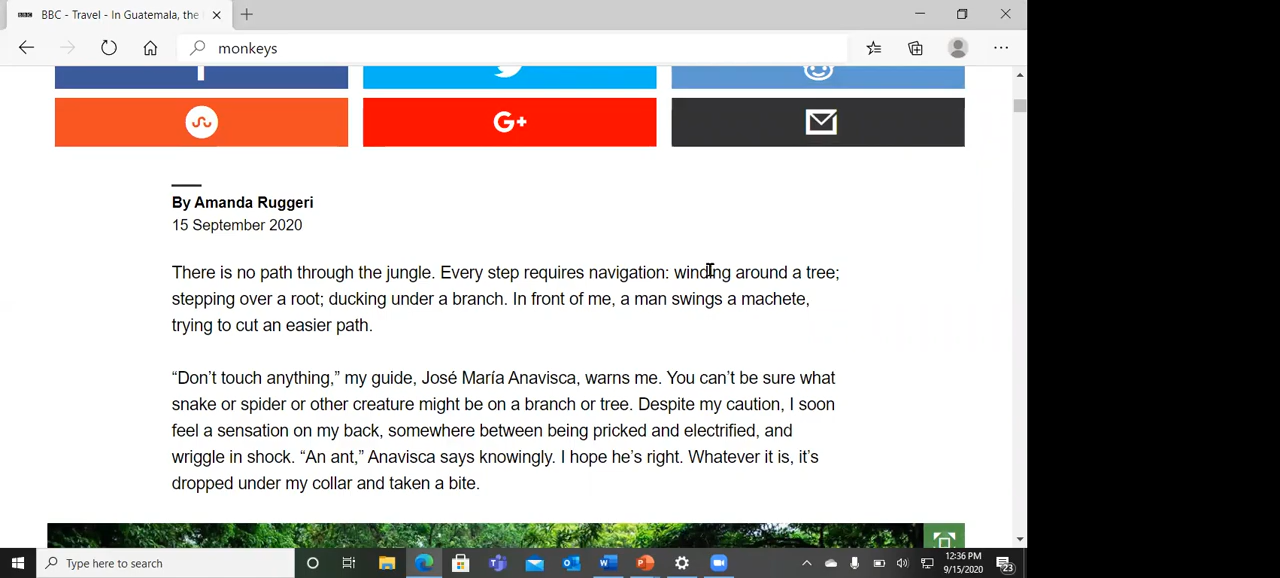 BBC
BBC - Travel - In Guatemala, the
monkeys
f
G+
By Amanda Ruggeri
15 September 2020
There is no path through the jungle. Every step requires navigation: winding around a tree;
stepping over a root; ducking under a branch. In front of me, a man swings a machete,
trying to cut an easier path.
“Don’t touch anything,” my guide, José María Anavisca, warns me. You can’t be sure what
snake or spider or other creature might be on a branch or tree. Despite my caution, I soon
feel a sensation on my back, somewhere between being pricked and electrified, and
wriggle in shock. “An ant,” Anavisca says knowingly. I hope he’s right. Whatever it is, it’s
dropped under my collar and taken a bite.
Type here to search
12:36 PM
9/15/2020
23